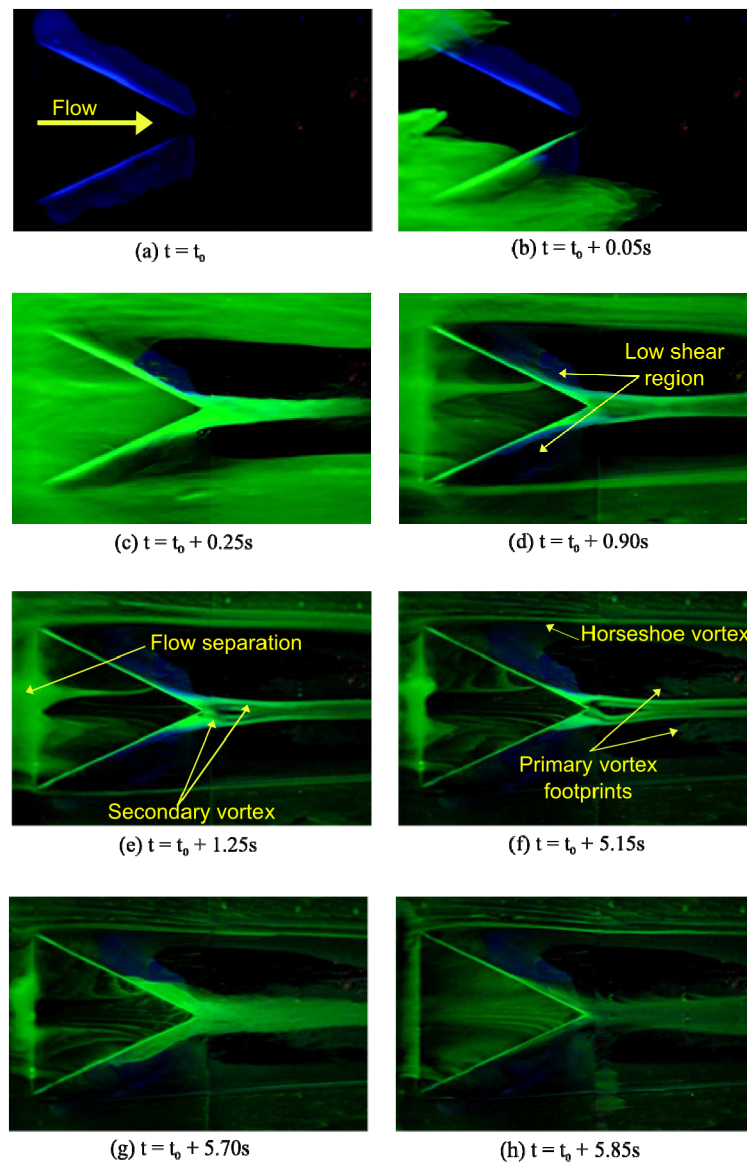 Flow
(a) t = t₀
(b) t = t₀ + 0.05s
(c) t = t₀ + 0.25s
Low shear
region
(d) t = t₀ + 0.90s
Flow separation
Secondary vortex
(e) t = t₀ + 1.25s
Horseshoe vortex
Primary vortex
footprints
(f) t = t₀ + 5.15s
(g) t = t₀ + 5.70s
(h) t = t₀ + 5.85s